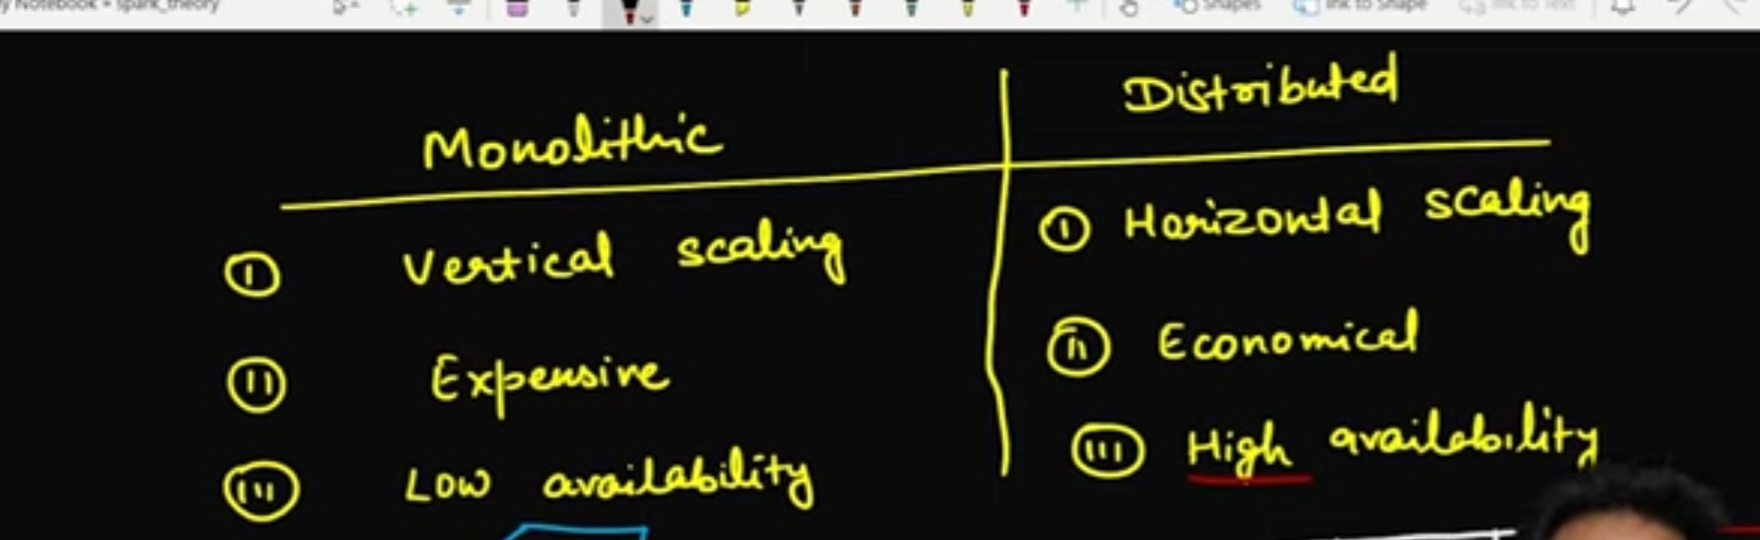 Notebook » spark_theory
Shapes Ink to Shape Ink to Text
Monolithic
Distributed
(I) Vertical scaling
(I) Horizontal scaling
(II) Expensive
(II) Economical
(III) Low availability
(III) High availability